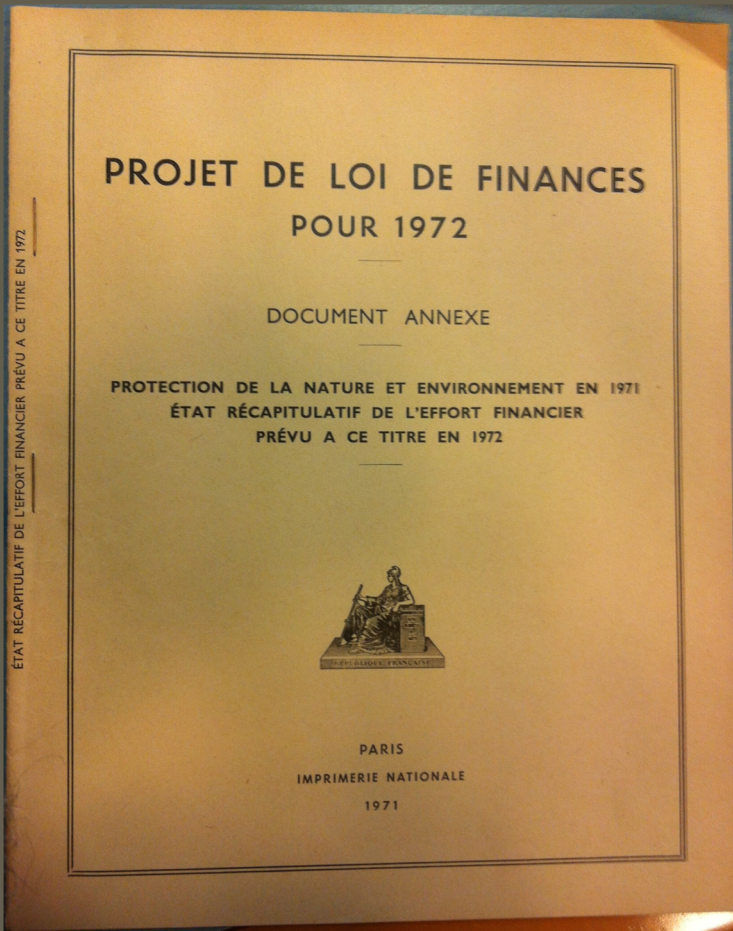 PROJET DE LOI DE FINANCES
POUR 1972
DOCUMENT ANNEXE
PROTECTION DE LA NATURE ET ENVIRONNEMENT EN 1971
ÉTAT RÉCAPITULATIF DE L'EFFORT FINANCIER
PRÉVU A CE TITRE EN 1972
RÉPUBLIQUE FRANÇAISE
PARIS
IMPRIMERIE NATIONALE
1971
ÉTAT RÉCAPITULATIF DE L'EFFORT FINANCIER PRÉVU A CE TITRE EN 1972